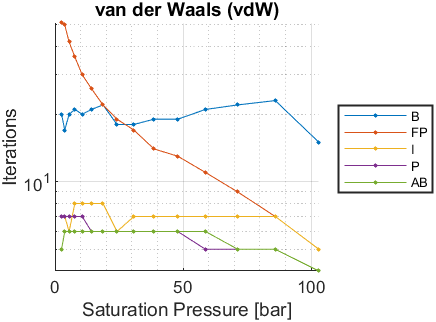 van der Waals (vdW)
Iterations
10¹
0
50
100
Saturation Pressure [bar]
B
FP
I
P
AB